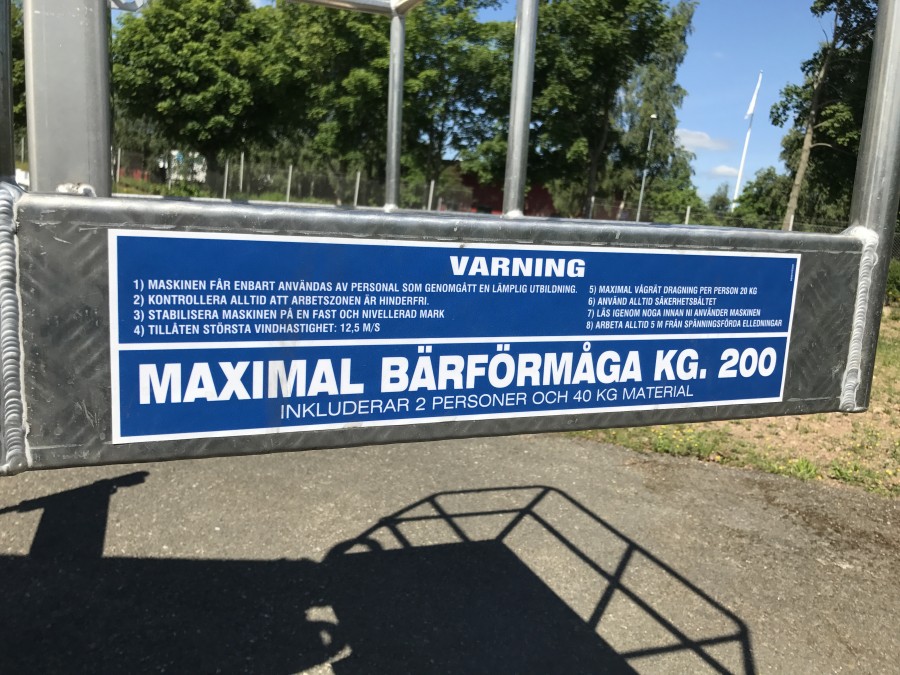 VARNING
1) MASKINEN FÅR ENBART ANVÄNDAS AV PERSONAL SOM GENOMGÅTT EN LÄMPLIG UTBILDNING.
2) KONTROLLERA ALLTID ATT ARBETSZONEN ÄR HINDERFRI.
3) STABILISERA MASKINEN PÅ EN FAST OCH NIVELLERAD MARK
4) TILLÅTEN STÖRSTA VINDHASTIGHET: 12,5 M/S
5) MAXIMAL VÅGRÄT DRAGNING PER PERSON 20 KG
6) ANVÄND ALLTID SÄKERHETSBÄLTET
7) LÄS IGENOM NOGA INNAN NI ANVÄNDER MASKINEN
8) ARBETA ALLTID 5 M FRÅN SPÄNNINGSFÖRDA ELLEDNINGAR
MAXIMAL BÄRFÖRMÅGA KG. 200
INKLUDERAR 2 PERSONER OCH 40 KG MATERIAL